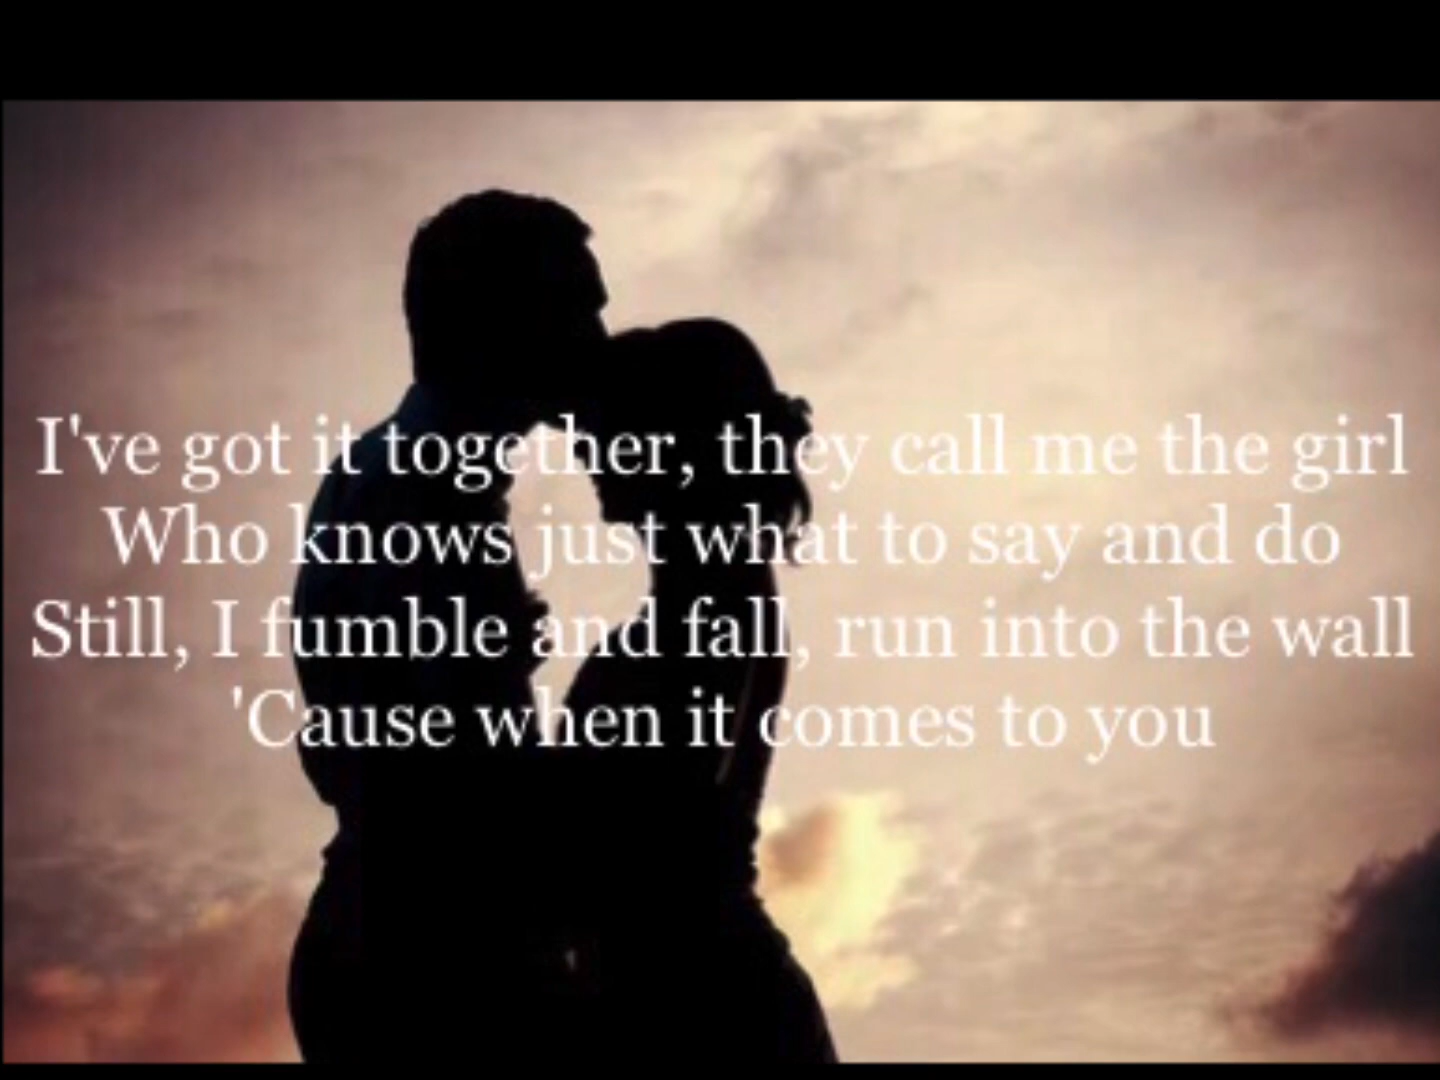 I've got it together, they call me the girl
Who knows just what to say and do
Still, I fumble and fall, run into the wall
'Cause when it comes to you